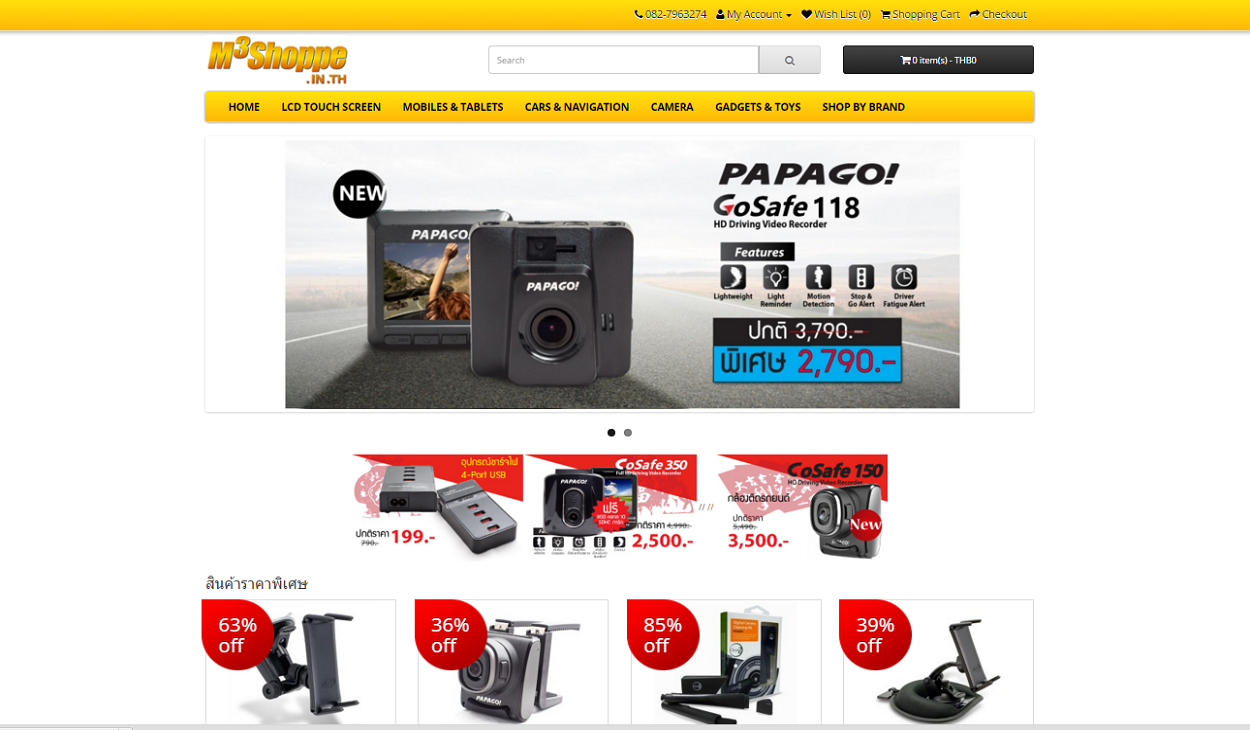 082-7963274 My Account Wish List (0) Shopping Cart Checkout
M3Shoppe
.IN.TH
Search
0 item(s) - THB0
HOME LCD TOUCH SCREEN MOBILES & TABLETS CARS & NAVIGATION CAMERA GADGETS & TOYS SHOP BY BRAND
NEW
PAPAGO!
PAPAGO!
PAPAGO!
GoSafe 118
HD Driving Video Recorder
Features
Lightweight
Light Reminder
Motion Detection
Stop & Go Alert
Driver Fatigue Alert
ปกติ 3,790.-
พิเศษ 2,790.-
อุปกรณ์ชาร์จไฟ
4-Port USB
ปกติราคา
790.-
199.-
GoSafe 350
Full HD Driving Video Recorder
PAPAGO!
ฟรี
ปกติราคา 4,990.-
2,500.-
// //
GoSafe 150
HD Driving Video Recorder
กล้องติดรถยนต์
ปกติราคา
5,490.-
3,500.-
New
PAPAGO!
สินค้าราคาพิเศษ
63%
off
36%
off
PAPAGO!
85%
off
39%
off